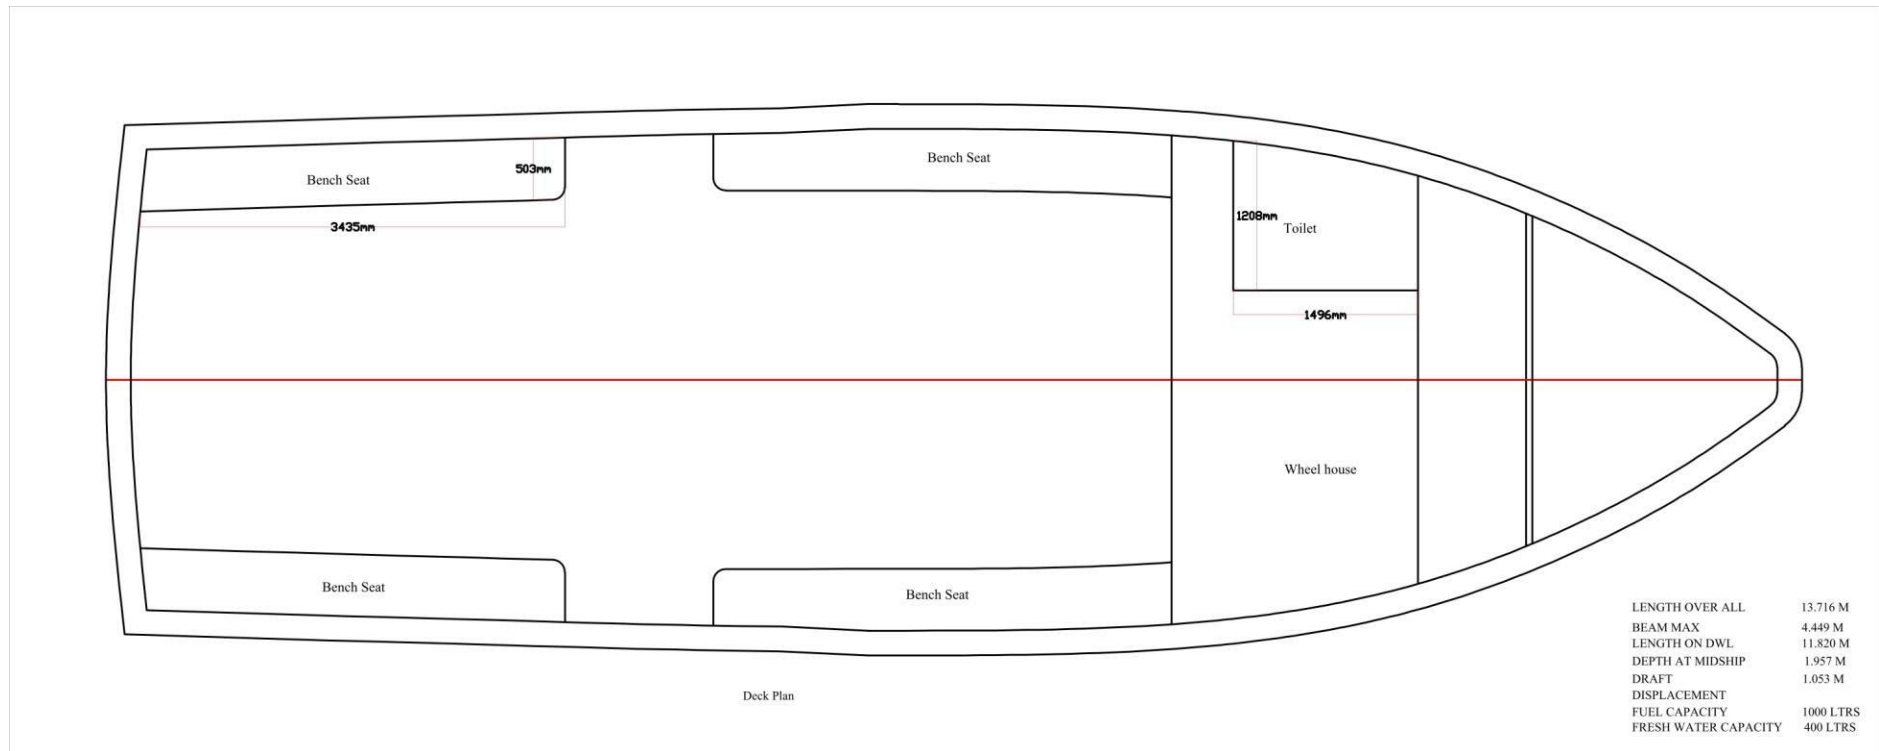 Bench Seat
503mm
3435mm
Bench Seat
1208mm
Toilet
1496mm
Wheel house
Bench Seat
Bench Seat
Deck Plan
LENGTH OVER ALL 13.716 M
BEAM MAX 4.449 M
LENGTH ON DWL 11.820 M
DEPTH AT MIDSHIP 1.957 M
DRAFT 1.053 M
DISPLACEMENT
FUEL CAPACITY 1000 LTRS
FRESH WATER CAPACITY 400 LTRS